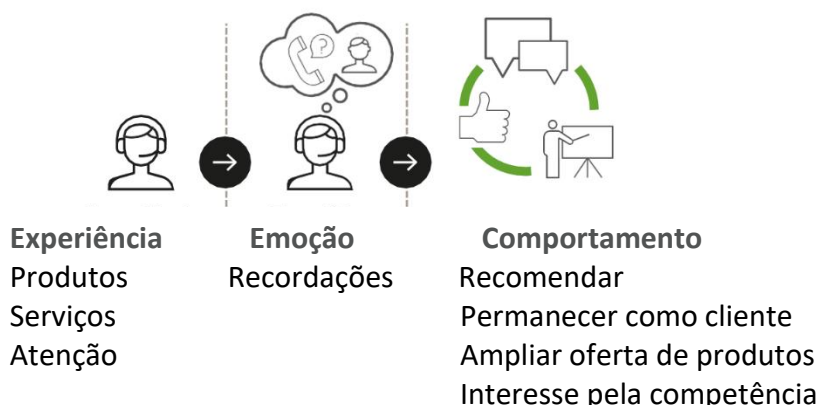 ?
Experiência Emoção Comportamento
Produtos Recordações Recomendar
Serviços Permanecer como cliente
Atenção Ampliar oferta de produtos
Interesse pela competência